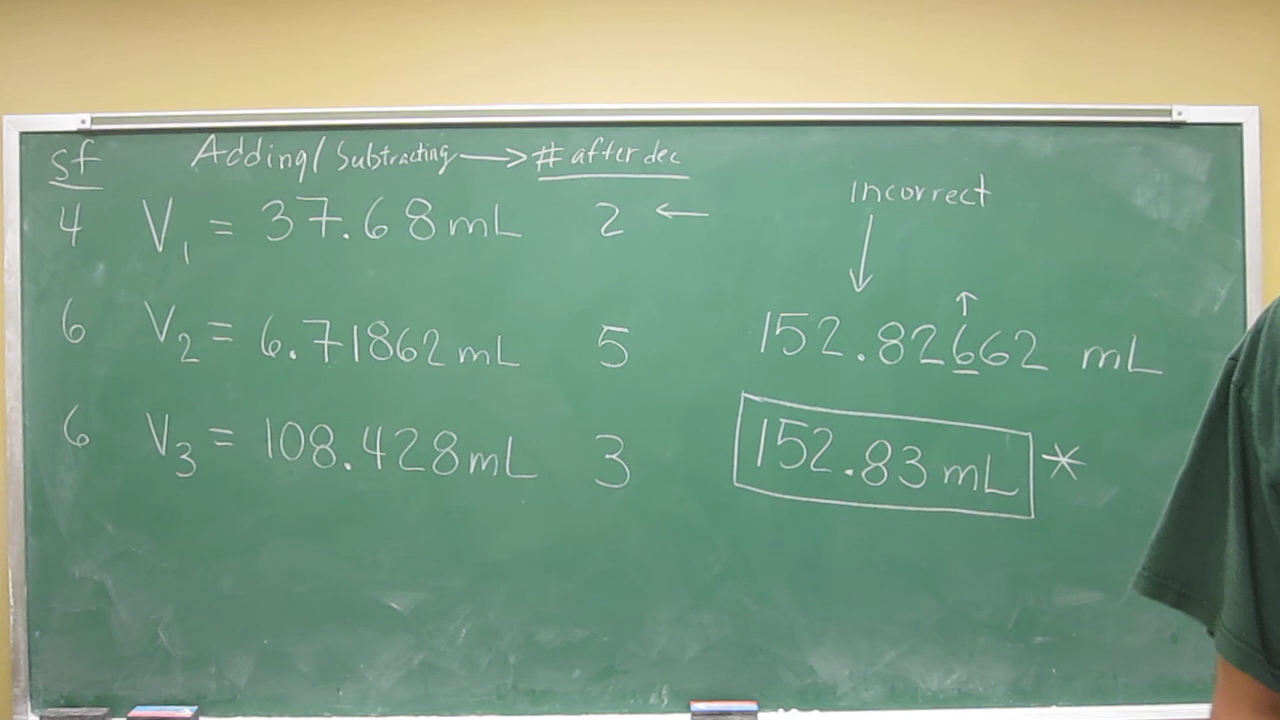 sf Adding/Subtracting → # after dec
incorrect
4 V₁ = 37.68 mL 2 ←
6 V₂ = 6.71862 mL 5
152.82662 mL
6 V₃ = 108.428 mL 3
152.83 mL *